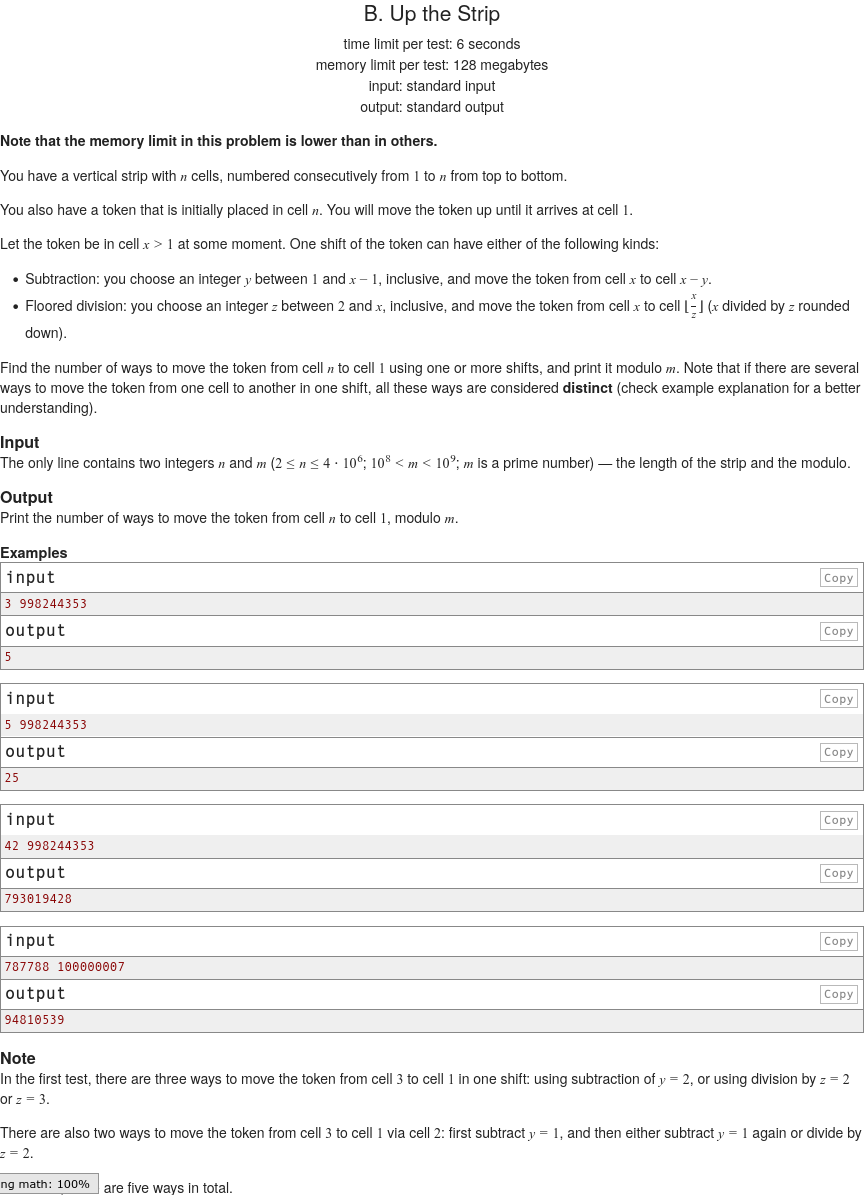 B. Up the Strip
time limit per test: 6 seconds
memory limit per test: 128 megabytes
input: standard input
output: standard output
Note that the memory limit in this problem is lower than in others.
You have a vertical strip with n cells, numbered consecutively from 1 to n from top to bottom.
You also have a token that is initially placed in cell n. You will move the token up until it arrives at cell 1.
Let the token be in cell x > 1 at some moment. One shift of the token can have either of the following kinds:
• Subtraction: you choose an integer y between 1 and x − 1, inclusive, and move the token from cell x to cell x − y.
• Floored division: you choose an integer z between 2 and x, inclusive, and move the token from cell x to cell ⌊x/z⌋ (x divided by z rounded
down).
Find the number of ways to move the token from cell n to cell 1 using one or more shifts, and print it modulo m. Note that if there are several
ways to move the token from one cell to another in one shift, all these ways are considered distinct (check example explanation for a better
understanding).
Input
The only line contains two integers n and m (2 ≤ n ≤ 4 · 10⁶; 10⁸ < m < 10⁹; m is a prime number) — the length of the strip and the modulo.
Output
Print the number of ways to move the token from cell n to cell 1, modulo m.
Examples
input Copy
3 998244353
output Copy
5
input Copy
5 998244353
output Copy
25
input Copy
42 998244353
output Copy
793019428
input Copy
787788 100000007
output Copy
94810539
Note
In the first test, there are three ways to move the token from cell 3 to cell 1 in one shift: using subtraction of y = 2, or using division by z = 2
or z = 3.
There are also two ways to move the token from cell 3 to cell 1 via cell 2: first subtract y = 1, and then either subtract y = 1 again or divide by
z = 2.
ng math: 100% are five ways in total.